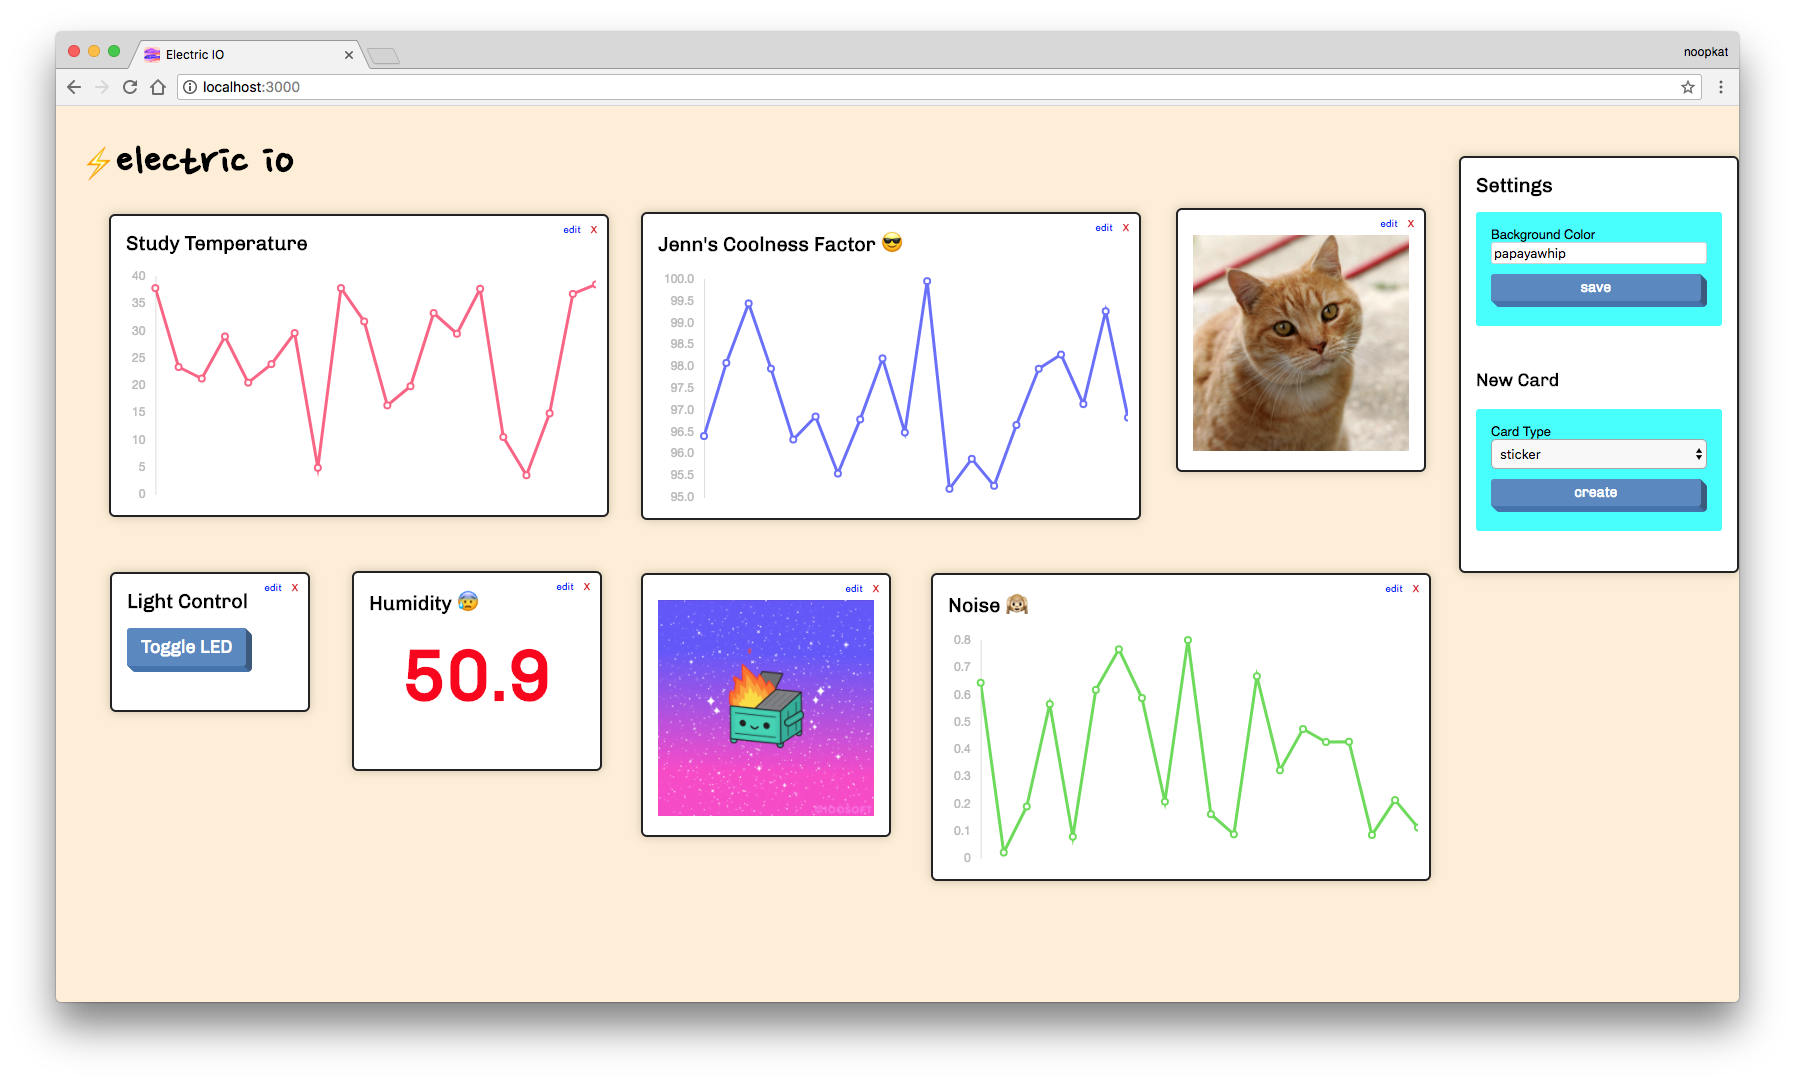 Electric IO
noopkat
localhost:3000
⚡electric io
edit x
Study Temperature
40
35
30
25
20
15
10
5
0
edit x
Jenn's Coolness Factor 😎
100.0
99.5
99.0
98.5
98.0
97.5
97.0
96.5
96.0
95.5
95.0
edit x
Settings
Background Color
papayawhip
save
New Card
Card Type
sticker
create
edit x
Light Control
Toggle LED
edit x
Humidity 😰
50.9
edit x
edit x
Noise 🙉
0.8
0.7
0.6
0.5
0.4
0.3
0.2
0.1
0